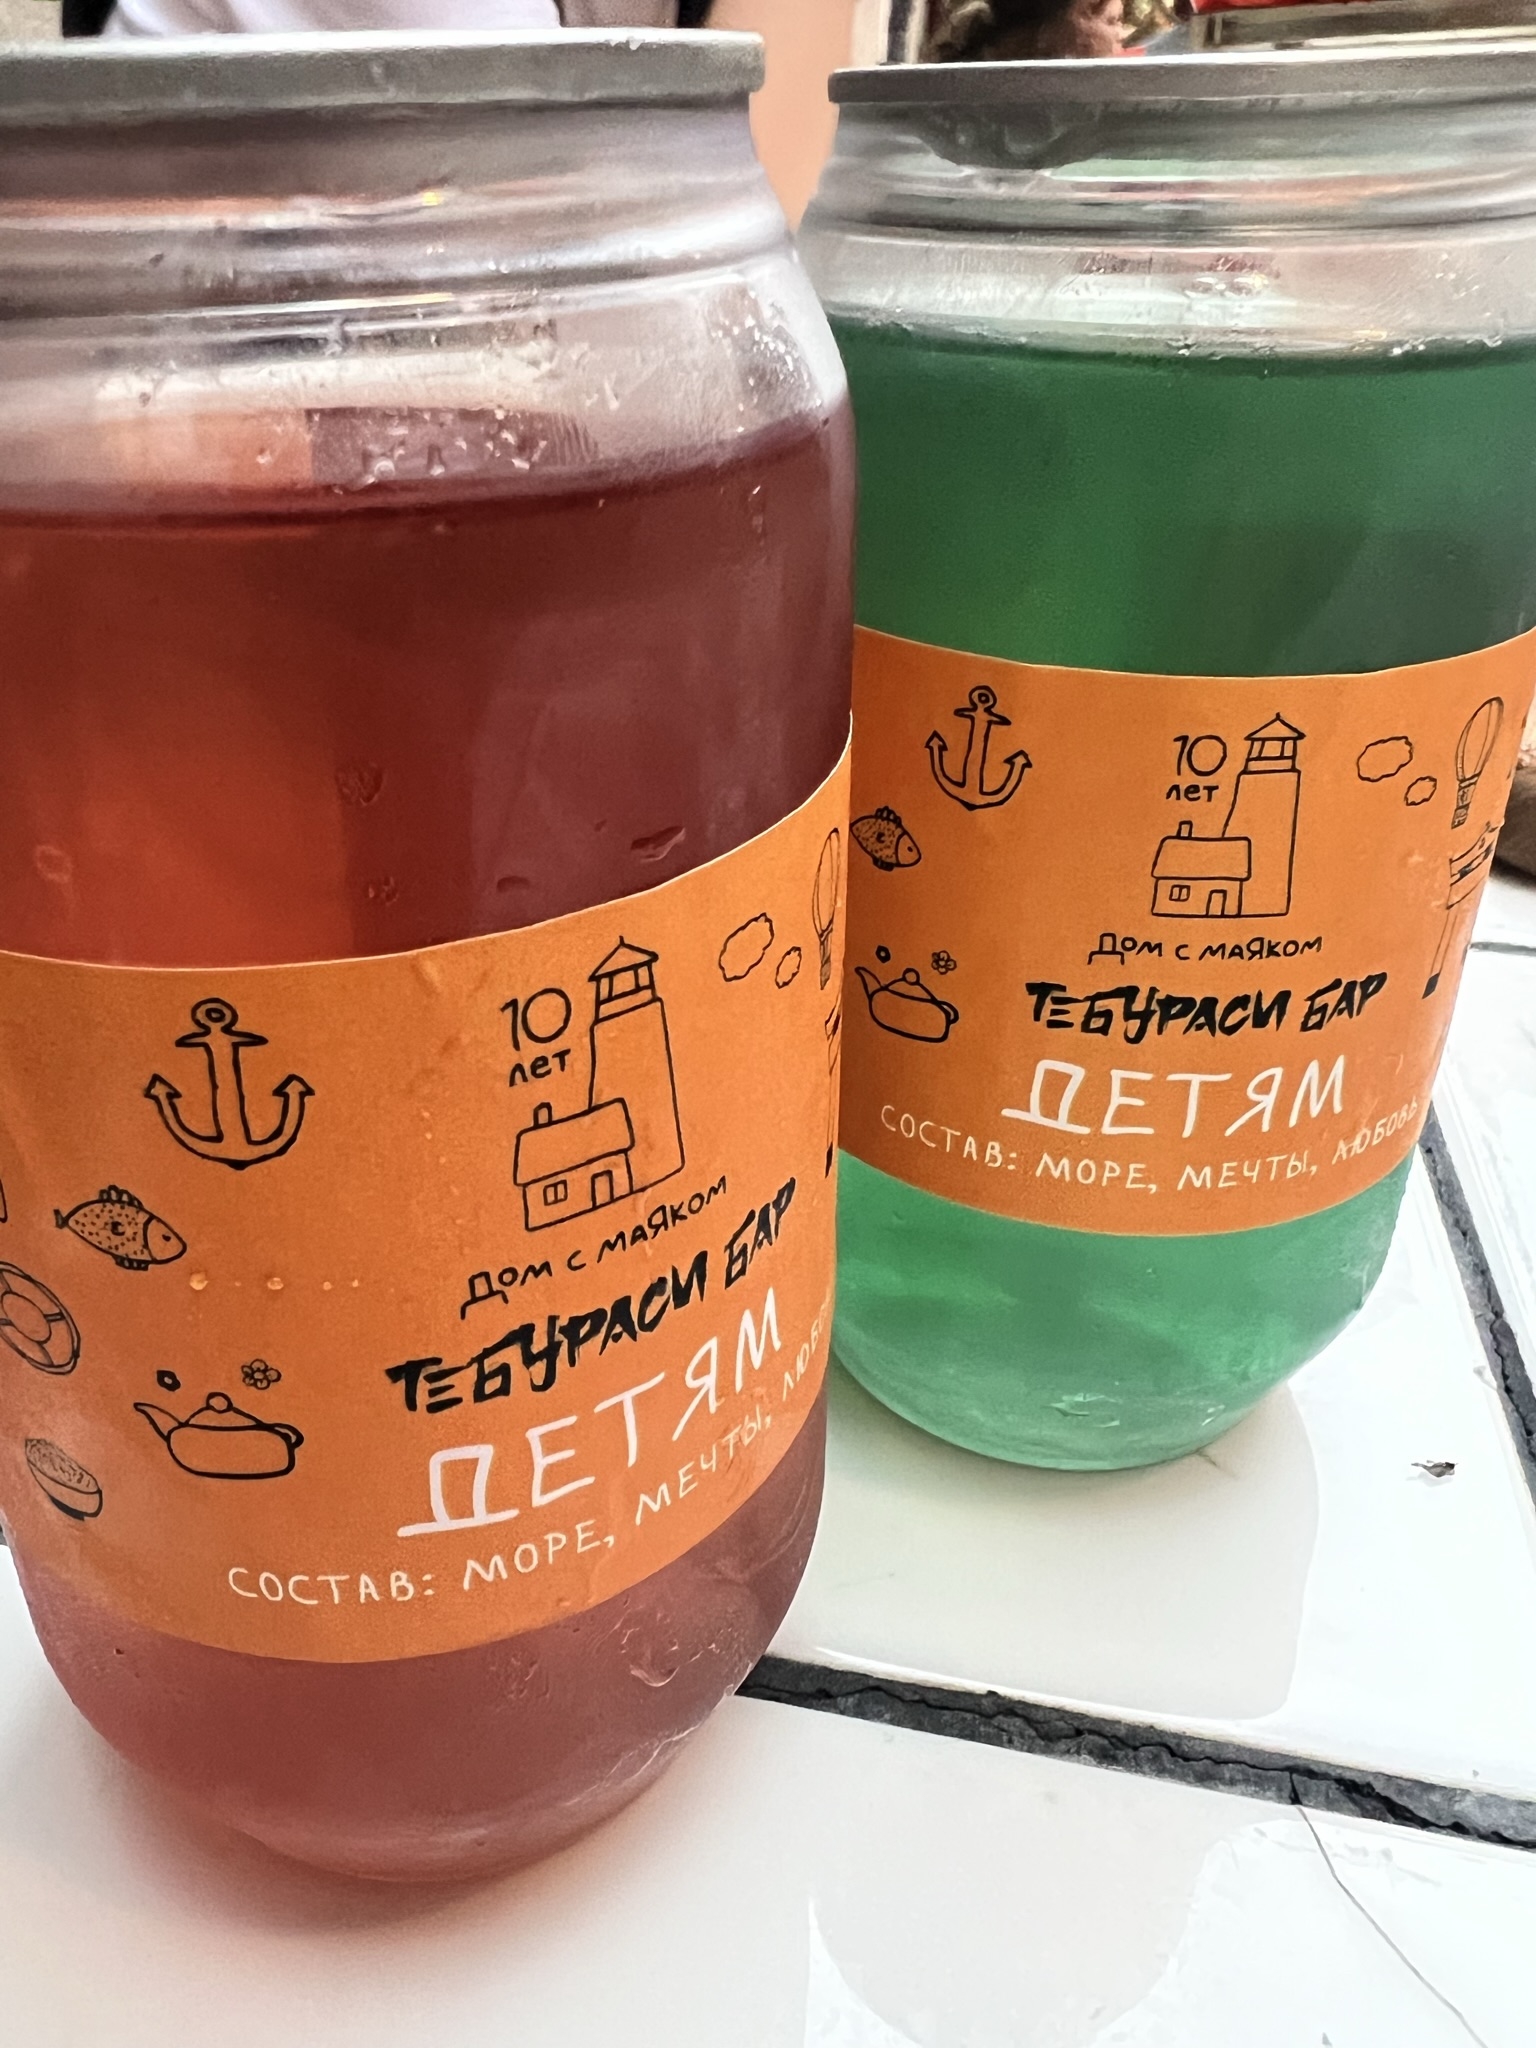 10
лет
Дом с маяком
ТЕБУРАСИ БАР
ДЕТЯМ
СОСТАВ: МОРЕ, МЕЧТЫ,
10
лет
Дом с маяком
ТЕБУРАСИ БАР
ДЕТЯМ
СОСТАВ: МОРЕ, МЕЧТЫ, ЛЮБОВЬ